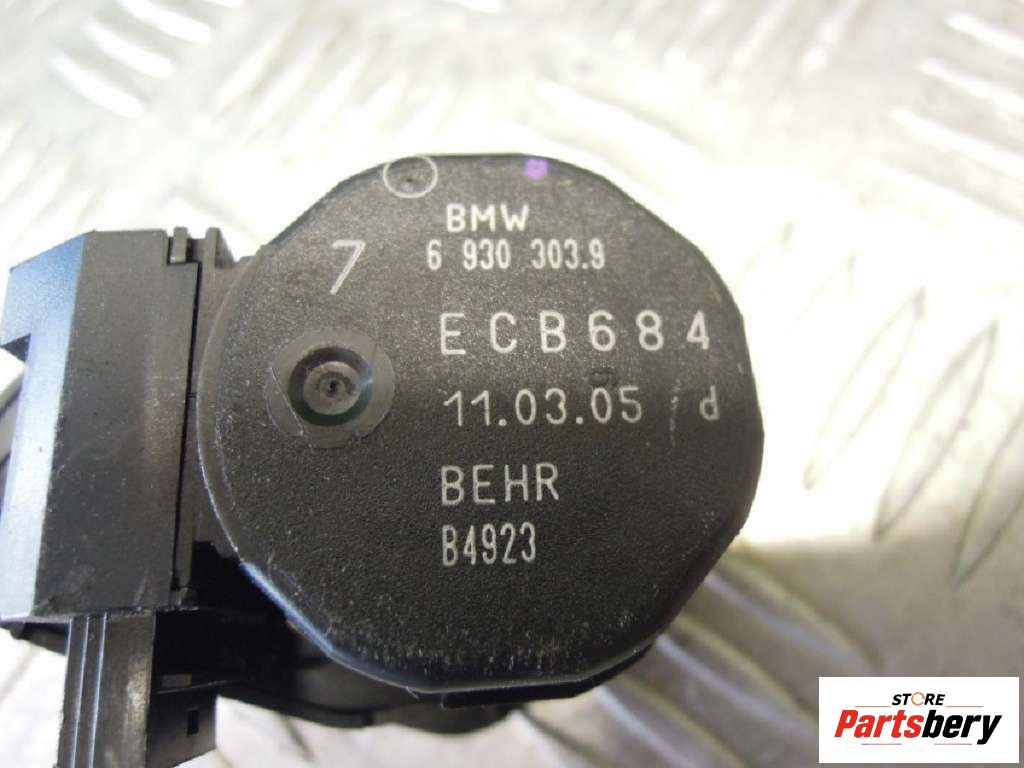 BMW
7
6 930 303.9
ECB684
11.03.05 d
BEHR
B4923
STORE
Partsbery